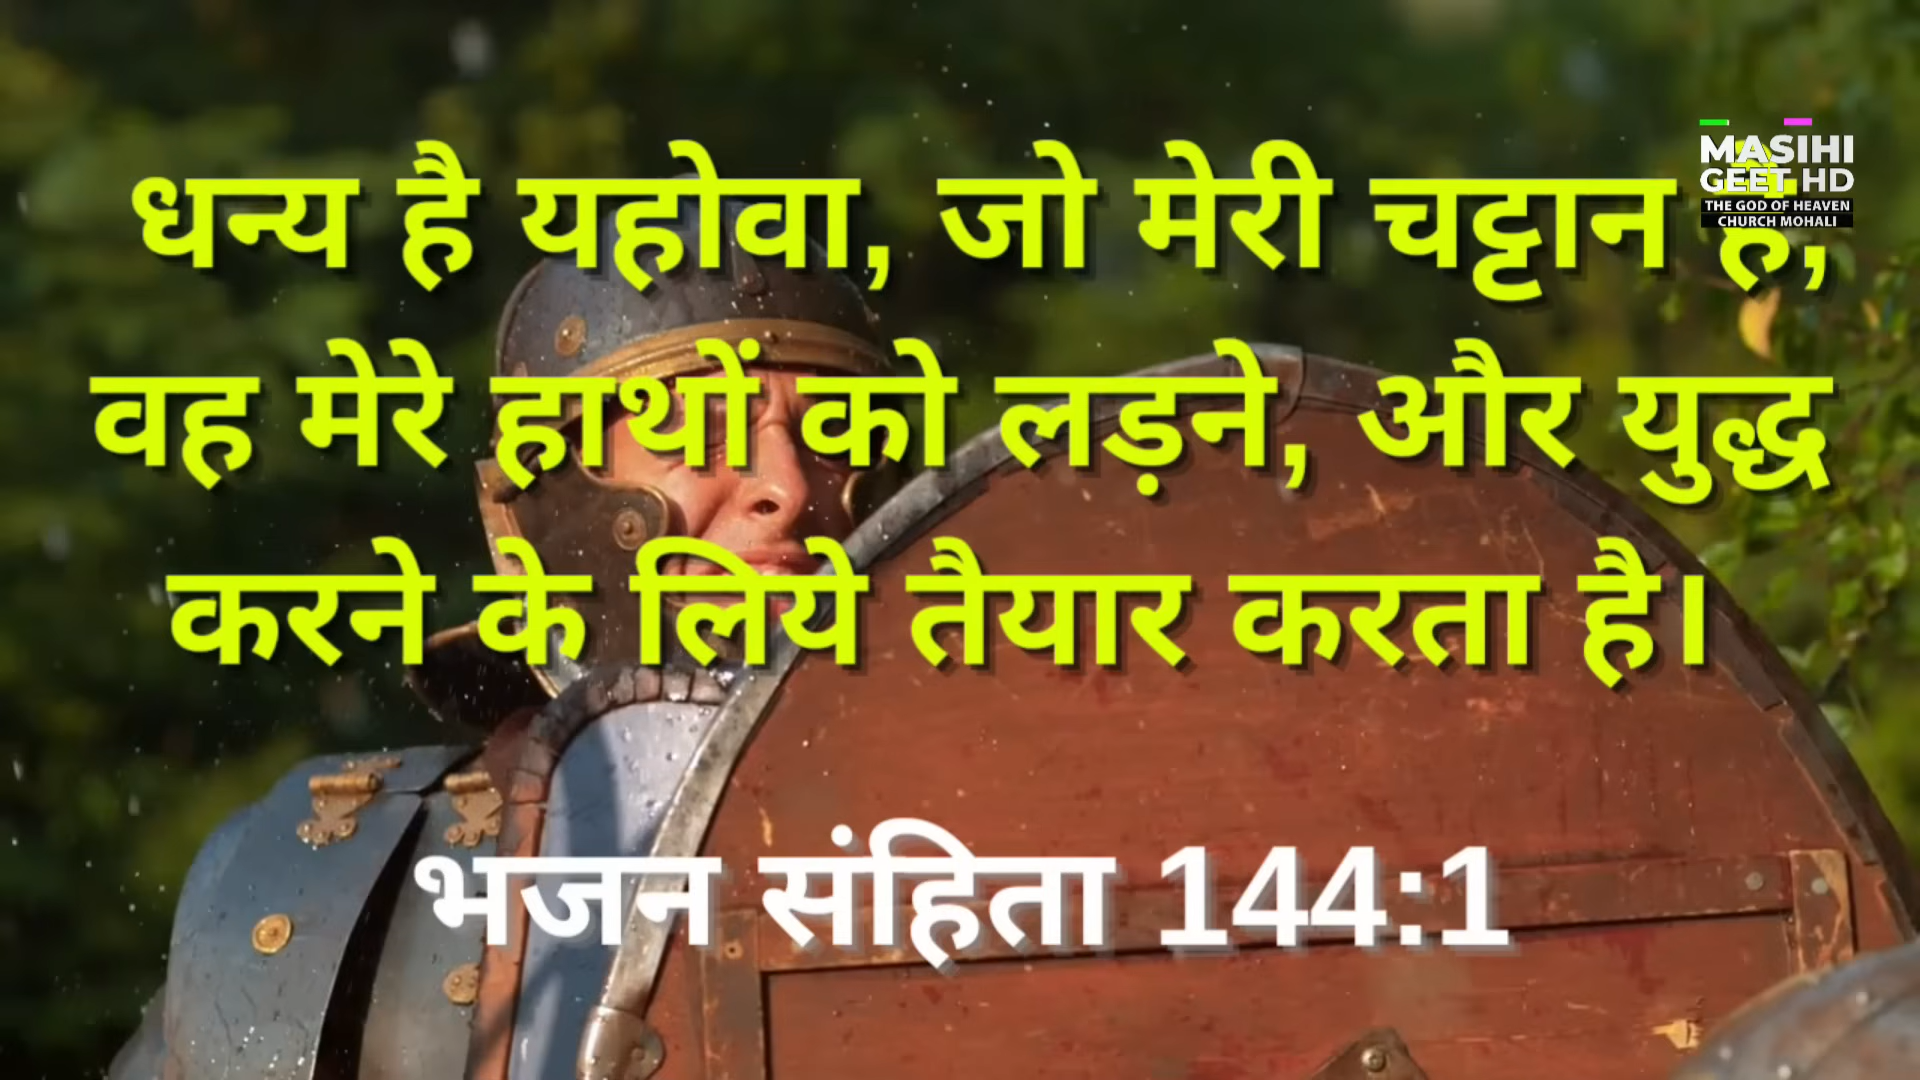 धन्य है यहोवा, जो मेरी चट्टान है,
वह मेरे हाथों को लड़ने, और युद्ध
करने के लिये तैयार करता है।
भजन संहिता 144:1
MASIHI
GEET HD
THE GOD OF HEAVEN
CHURCH MOHALI